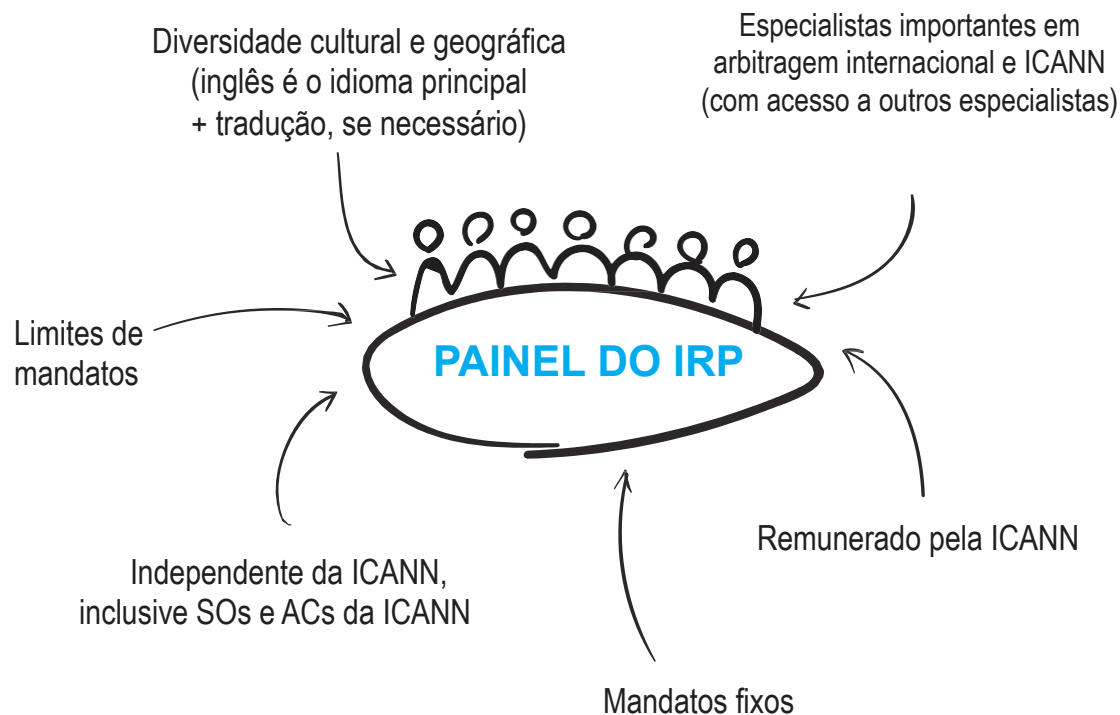 Diversidade cultural e geográfica
(inglês é o idioma principal
+ tradução, se necessário)
Especialistas importantes em
arbitragem internacional e ICANN
(com acesso a outros especialistas)
Limites de
mandatos
PAINEL DO IRP
Independente da ICANN,
inclusive SOs e ACs da ICANN
Remunerado pela ICANN
Mandatos fixos